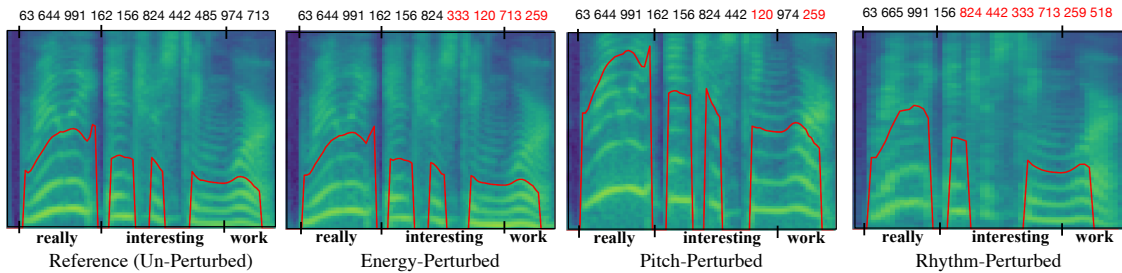 63 644 991 162 156 824 442 485 974 713
63 644 991 162 156 824 333 120 713 259
63 644 991 162 156 824 442 120 974 259
63 665 991 156 824 442 333 713 259 518
really interesting work
really interesting work
really interesting work
really interesting work
Reference (Un-Perturbed)
Energy-Perturbed
Pitch-Perturbed
Rhythm-Perturbed